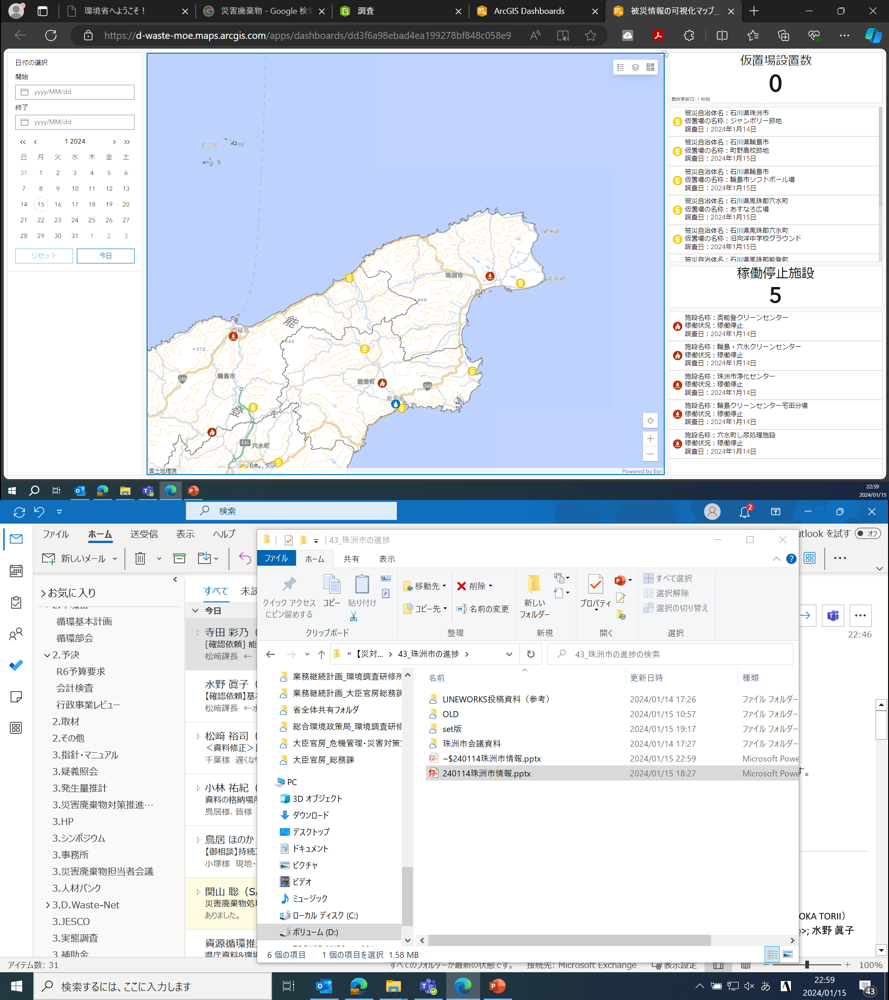 環境省へようこそ！
災害廃棄物 - Google 検索
調査
ArcGIS Dashboards
被災情報の可視化マップ_
https://d-waste-moe.maps.arcgis.com/apps/dashboards/dd3f6a98ebad4ea199278bf848c058e9
日付の選択
開始
yyyy/MM/dd
終了
yyyy/MM/dd
1 2024
日 月 火 水 木 金 土
31 1 2 3 4 5 6
7 8 9 10 11 12 13
14 15 16 17 18 19 20
21 22 23 24 25 26 27
28 29 30 31 1 2 3
リセット 今日
七ツ島
62
39
珠洲岬
珠洲市
長手崎
珠洲
469
能
輪島
544
372
249
輪島市
能登町
249
能登
登
E41
穴水町
国土地理院
Powered by Esri
仮置場設置数
0
最終更新日: 1 秒前
被災自治体名：石川県珠洲市
仮置場の名称：ジャンボリー跡地
調査日：2024年1月14日
被災自治体名：石川県輪島市
仮置場の名称：町野高校跡地
調査日：2024年1月15日
被災自治体名：石川県輪島市
仮置場の名称：輪島市ソフトボール場
調査日：2024年1月15日
被災自治体名：石川県鳳珠郡穴水町
仮置場の名称：あすなろ広場
調査日：2024年1月15日
被災自治体名：石川県鳳珠郡穴水町
仮置場の名称：旧向洋中学校グラウンド
調査日：2024年1月15日
被災自治体名：石川県鳳珠郡能登町
稼働停止施設
5
施設名称：奥能登クリーンセンター
稼働状況：稼働停止
調査日：2024年1月14日
施設名称：輪島・穴水クリーンセンター
稼働状況：稼働停止
調査日：2024年1月14日
施設名称：珠洲市浄化センター
稼働状況：稼働停止
調査日：2024年1月14日
施設名称：輪島クリーンセンター宅田分場
稼働状況：稼働停止
調査日：2024年1月14日
施設名称：穴水町し尿処理施設
稼働状況：稼働停止
調査日：2024年1月14日
22:59
2024/01/15
検索
2
ファイル ホーム 送受信 表示 ヘルプ
utlook を試す オフ
新しいメール
お気に入り
循環基本計画
循環部会
2.予決
R6予算要求
会計検査
行政事業レビュー
2.取材
2.その他
3.指針・マニュアル
3.疑義照会
3.発生量推計
3.災害廃棄物対策推進…
3.HP
3.シンポジウム
3.事務所
3.災害廃棄物担当者会議
3.人材バンク
3.D.Waste-Net
3.JESCO
3.実態調査
3.補助金
アイテム数: 31
すべて 未読
今日
寺田 彩乃（
[確認依頼] 能
松﨑課長 ←
水野 眞子（
【確認依頼】基
松﨑課長 ←水
松﨑 裕司（
＜資料修正＞
千葉様 遅くなり
小林 祐紀（
資料の格納場所
鳥居様、皆様
鳥居 ほのか
【御相談】持続
小塚様 現地・
関山 聡（SA
災害廃棄物処理
ありました。
資源循環推
県庁資料&環境
43_珠洲市の進捗
ファイル ホーム 共有 表示
クイック アクセス
にピン留めする
コピー
貼り付け
クリップボード
移動先
コピー先
削除
名前の変更
整理
新しい
フォルダー
新規
プロパティ
開く
すべて選択
選択解除
選択の切り替え
選択
« 【災対... › 43_珠洲市の進捗 ›
43_珠洲市の進捗の検索
業務継続計画_環境調査研修所
業務継続計画_大臣官房総務課
省全体共有フォルダ
総合環境政策局_環境調査研修
大臣官房_危機管理・災害対策室
大臣官房_総務課
PC
3D オブジェクト
ダウンロード
デスクトップ
ドキュメント
ピクチャ
ビデオ
ミュージック
ローカル ディスク (C:)
ボリューム (D:)
名前 更新日時 種類
LINEWORKS投稿資料（参考） 2024/01/14 17:26 ファイル フォルダー
OLD 2024/01/15 10:57 ファイル フォルダー
set版 2024/01/15 19:17 ファイル フォルダー
珠洲市会議資料 2024/01/14 17:27 ファイル フォルダー
~$240114珠洲市情報.pptx 2024/01/15 22:59 Microsoft Powe
240114珠洲市情報.pptx 2024/01/15 18:27 Microsoft Powe
6 個の項目 1 個の項目を選択 1.58 MB
22:46
す。
OKA TORII）
>; 水野 眞子
すべてのフォルダーが最新の状態です。 接続先: Microsoft Exchange 表示設定 100%
検索するには、ここに入力します
あ
22:59
2024/01/15
43